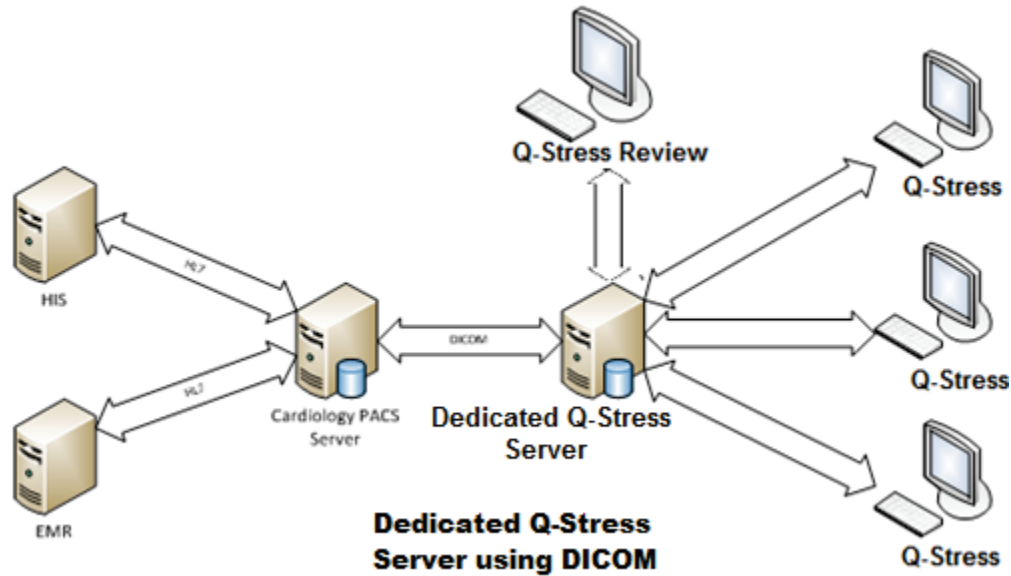 Q-Stress Review
Q-Stress
HIS
HL7
DICOM
Q-Stress
Cardiology PACS
Server
Dedicated Q-Stress
Server
HL7
EMR
Dedicated Q-Stress
Server using DICOM
Q-Stress